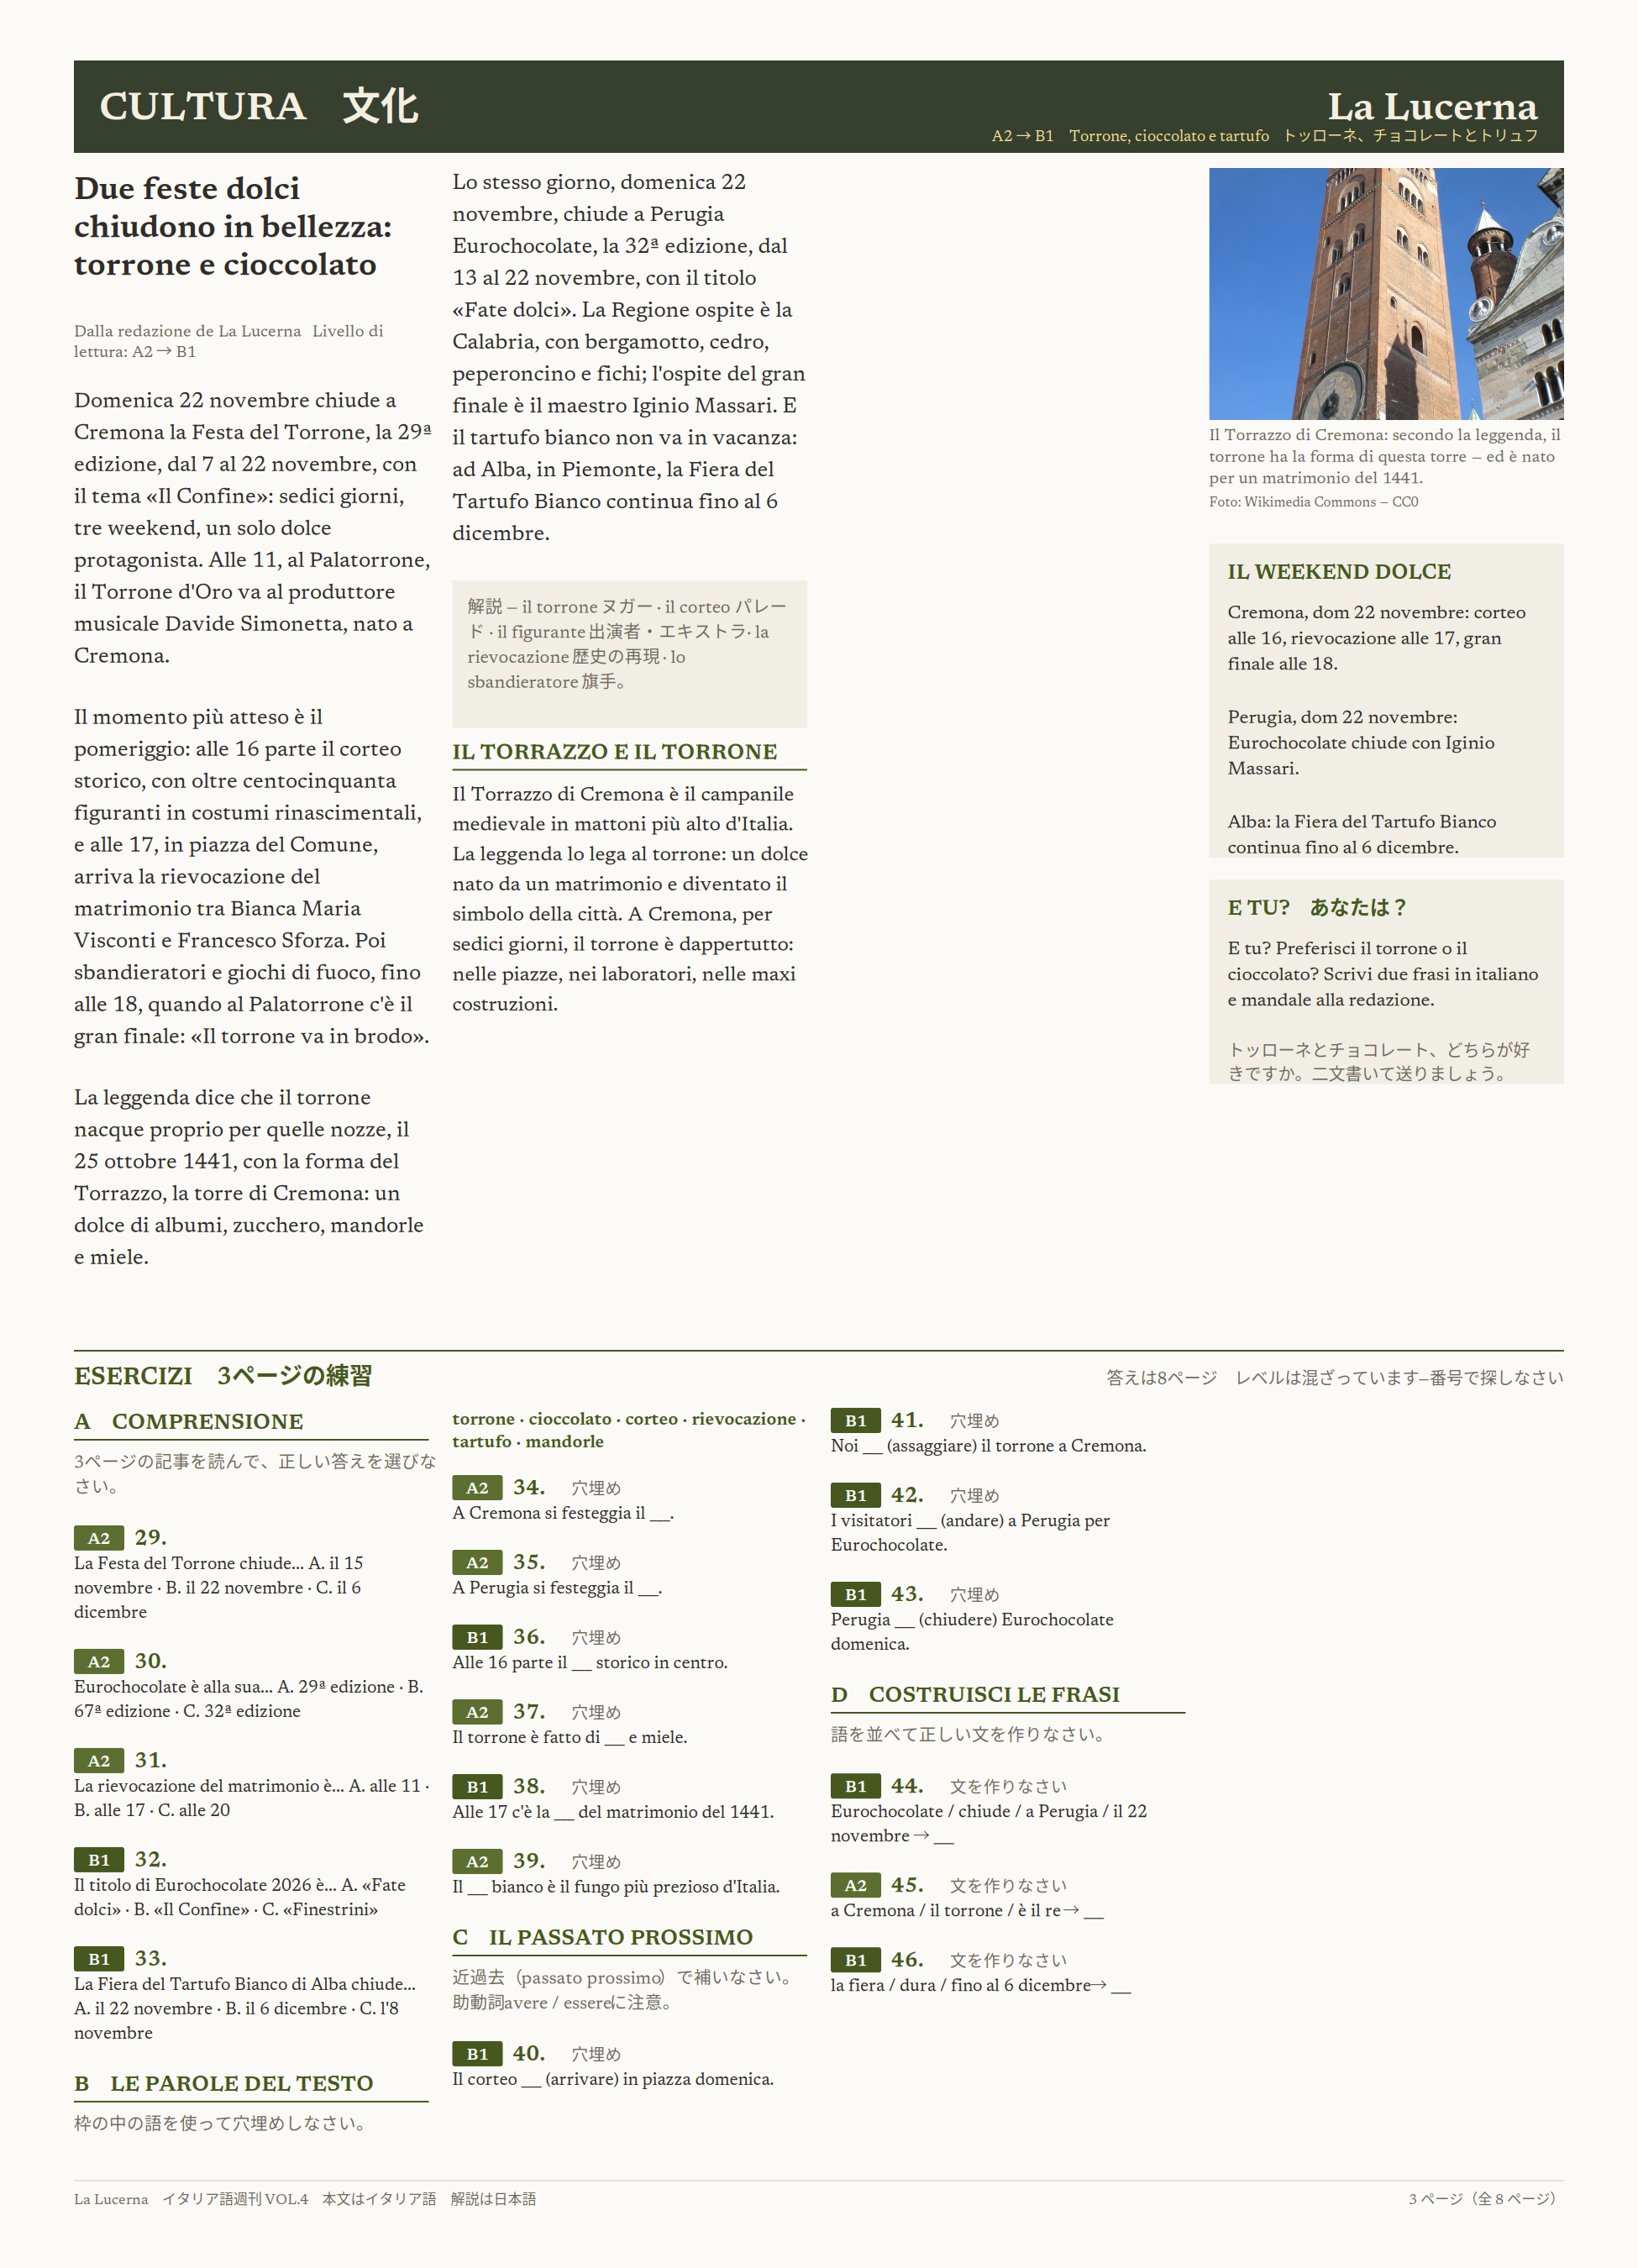 CULTURA 文化
La Lucerna
A2 → B1 Torrone, cioccolato e tartufo トッローネ、チョコレートとトリュフ
Due feste dolci
chiudono in bellezza:
torrone e cioccolato
Dalla redazione de La Lucerna Livello di
lettura: A2 → B1
Domenica 22 novembre chiude a
Cremona la Festa del Torrone, la 29ª
edizione, dal 7 al 22 novembre, con
il tema «Il Confine»: sedici giorni,
tre weekend, un solo dolce
protagonista. Alle 11, al Palatorrone,
il Torrone d'Oro va al produttore
musicale Davide Simonetta, nato a
Cremona.
Il momento più atteso è il
pomeriggio: alle 16 parte il corteo
storico, con oltre centocinquanta
figuranti in costumi rinascimentali,
e alle 17, in piazza del Comune,
arriva la rievocazione del
matrimonio tra Bianca Maria
Visconti e Francesco Sforza. Poi
sbandieratori e giochi di fuoco, fino
alle 18, quando al Palatorrone c'è il
gran finale: «Il torrone va in brodo».
La leggenda dice che il torrone
nacque proprio per quelle nozze, il
25 ottobre 1441, con la forma del
Torrazzo, la torre di Cremona: un
dolce di albumi, zucchero, mandorle
e miele.
Lo stesso giorno, domenica 22
novembre, chiude a Perugia
Eurochocolate, la 32ª edizione, dal
13 al 22 novembre, con il titolo
«Fate dolci». La Regione ospite è la
Calabria, con bergamotto, cedro,
peperoncino e fichi; l'ospite del gran
finale è il maestro Iginio Massari. E
il tartufo bianco non va in vacanza:
ad Alba, in Piemonte, la Fiera del
Tartufo Bianco continua fino al 6
dicembre.
解説 – il torrone ヌガー · il corteo パレー
ド · il figurante 出演者・エキストラ · la
rievocazione 歴史の再現 · lo
sbandieratore 旗手。
IL TORRAZZO E IL TORRONE
Il Torrazzo di Cremona è il campanile
medievale in mattoni più alto d'Italia.
La leggenda lo lega al torrone: un dolce
nato da un matrimonio e diventato il
simbolo della città. A Cremona, per
sedici giorni, il torrone è dappertutto:
nelle piazze, nei laboratori, nelle maxi
costruzioni.
Il Torrazzo di Cremona: secondo la leggenda, il
torrone ha la forma di questa torre – ed è nato
per un matrimonio del 1441.
Foto: Wikimedia Commons – CC0
IL WEEKEND DOLCE
Cremona, dom 22 novembre: corteo
alle 16, rievocazione alle 17, gran
finale alle 18.
Perugia, dom 22 novembre:
Eurochocolate chiude con Iginio
Massari.
Alba: la Fiera del Tartufo Bianco
continua fino al 6 dicembre.
E TU? あなたは？
E tu? Preferisci il torrone o il
cioccolato? Scrivi due frasi in italiano
e mandale alla redazione.
トッローネとチョコレート、どちらが好
きですか。二文書いて送りましょう。
ESERCIZI 3ページの練習
答えは8ページ レベルは混ざっています–番号で探しなさい
A COMPRENSIONE
3ページの記事を読んで、正しい答えを選びな
さい。
A2 29.
La Festa del Torrone chiude... A. il 15
novembre · B. il 22 novembre · C. il 6
dicembre
A2 30.
Eurochocolate è alla sua... A. 29ª edizione · B.
67ª edizione · C. 32ª edizione
A2 31.
La rievocazione del matrimonio è... A. alle 11 ·
B. alle 17 · C. alle 20
B1 32.
Il titolo di Eurochocolate 2026 è... A. «Fate
dolci» · B. «Il Confine» · C. «Finestrini»
B1 33.
La Fiera del Tartufo Bianco di Alba chiude...
A. il 22 novembre · B. il 6 dicembre · C. l'8
novembre
B LE PAROLE DEL TESTO
枠の中の語を使って穴埋めしなさい。
torrone · cioccolato · corteo · rievocazione ·
tartufo · mandorle
A2 34. 穴埋め
A Cremona si festeggia il __.
A2 35. 穴埋め
A Perugia si festeggia il __.
B1 36. 穴埋め
Alle 16 parte il __ storico in centro.
A2 37. 穴埋め
Il torrone è fatto di __ e miele.
B1 38. 穴埋め
Alle 17 c'è la __ del matrimonio del 1441.
A2 39. 穴埋め
Il __ bianco è il fungo più prezioso d'Italia.
C IL PASSATO PROSSIMO
近過去（passato prossimo）で補いなさい。
助動詞avere / essereに注意。
B1 40. 穴埋め
Il corteo __ (arrivare) in piazza domenica.
B1 41. 穴埋め
Noi __ (assaggiare) il torrone a Cremona.
B1 42. 穴埋め
I visitatori __ (andare) a Perugia per
Eurochocolate.
B1 43. 穴埋め
Perugia __ (chiudere) Eurochocolate
domenica.
D COSTRUISCI LE FRASI
語を並べて正しい文を作りなさい。
B1 44. 文を作りなさい
Eurochocolate / chiude / a Perugia / il 22
novembre → __
A2 45. 文を作りなさい
a Cremona / il torrone / è il re → __
B1 46. 文を作りなさい
la fiera / dura / fino al 6 dicembre → __
La Lucerna イタリア語週刊 VOL.4 本文はイタリア語 解説は日本語
3 ページ（全 8 ページ）